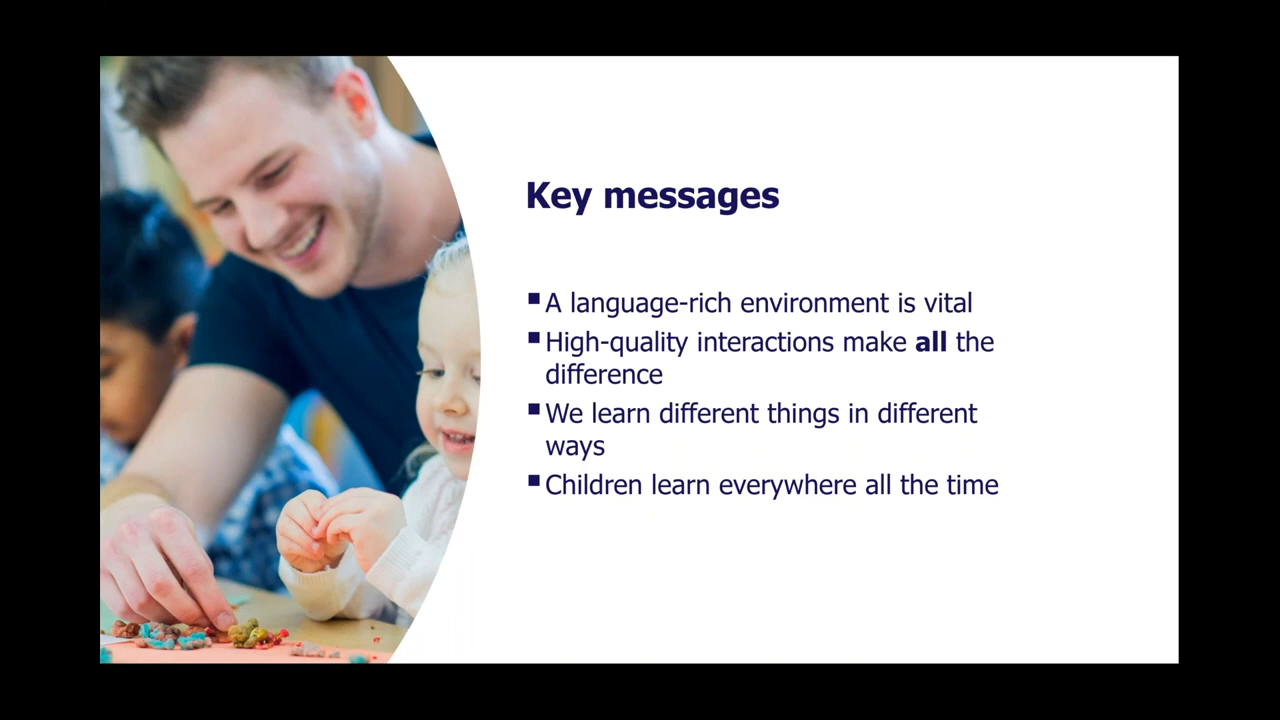 Key messages
▪A language-rich environment is vital
▪High-quality interactions make all the
difference
▪We learn different things in different
ways
▪Children learn everywhere all the time